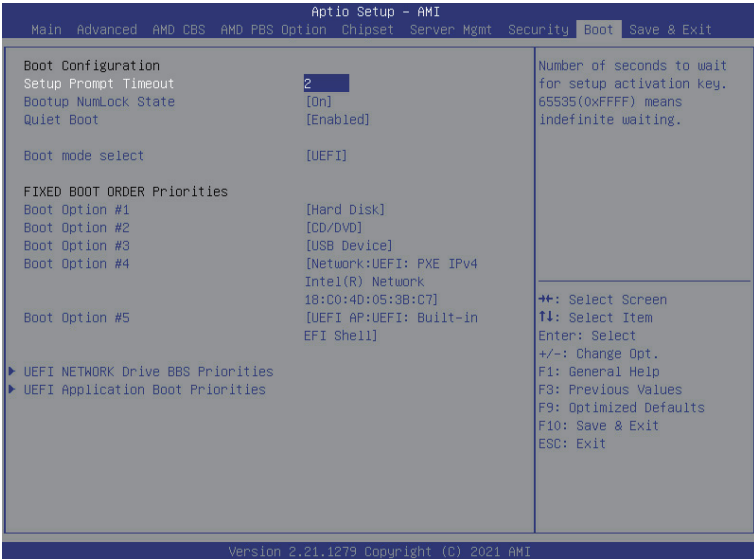 Aptio Setup – AMI
Main Advanced AMD CBS AMD PBS Option Chipset Server Mgmt Security Boot Save & Exit
Boot Configuration
Setup Prompt Timeout 2
Bootup NumLock State [On]
Quiet Boot [Enabled]
Boot mode select [UEFI]
FIXED BOOT ORDER Priorities
Boot Option #1 [Hard Disk]
Boot Option #2 [CD/DVD]
Boot Option #3 [USB Device]
Boot Option #4 [Network:UEFI: PXE IPv4
Intel(R) Network
18:C0:4D:05:3B:C7]
Boot Option #5 [UEFI AP:UEFI: Built-in
EFI Shell]
▶ UEFI NETWORK Drive BBS Priorities
▶ UEFI Application Boot Priorities
Number of seconds to wait
for setup activation key.
65535(0xFFFF) means
indefinite waiting.
→←: Select Screen
↑↓: Select Item
Enter: Select
+/-: Change Opt.
F1: General Help
F3: Previous Values
F9: Optimized Defaults
F10: Save & Exit
ESC: Exit
Version 2.21.1279 Copyright (C) 2021 AMI